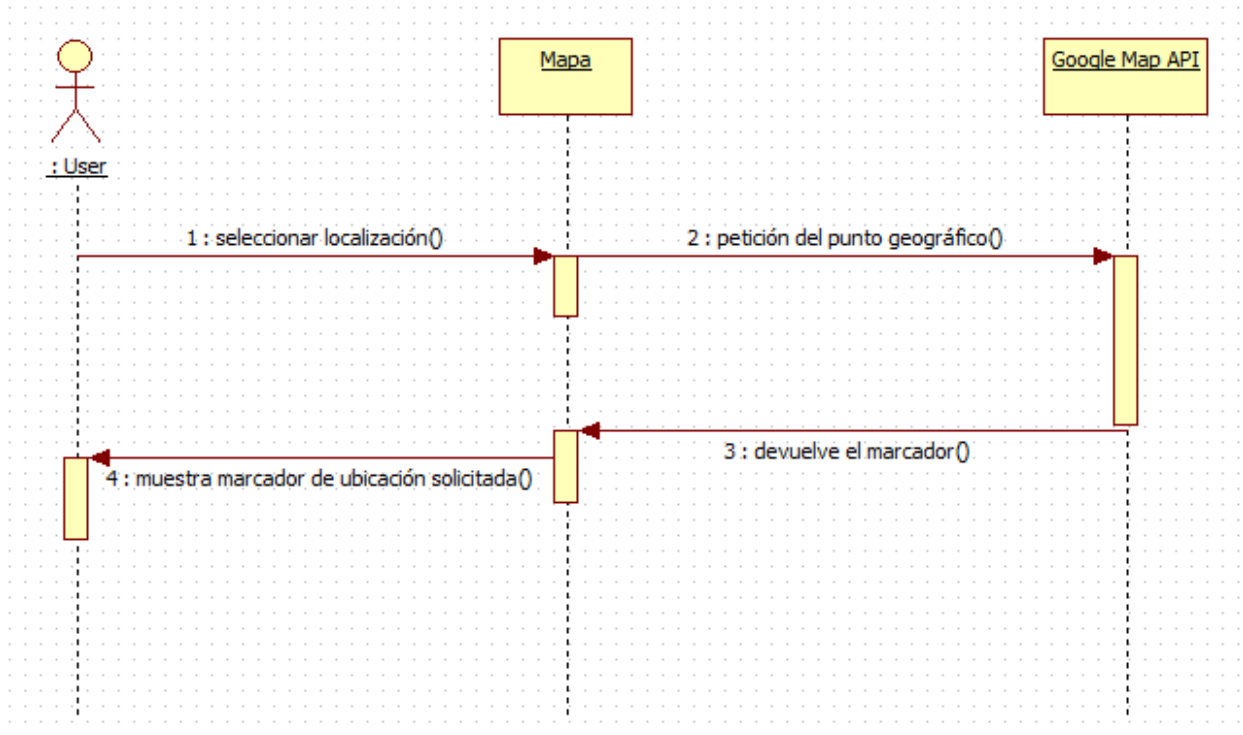 Mapa
Google Map API
: User
1 : seleccionar localización()
2 : petición del punto geográfico()
3 : devuelve el marcador()
4 : muestra marcador de ubicación solicitada()